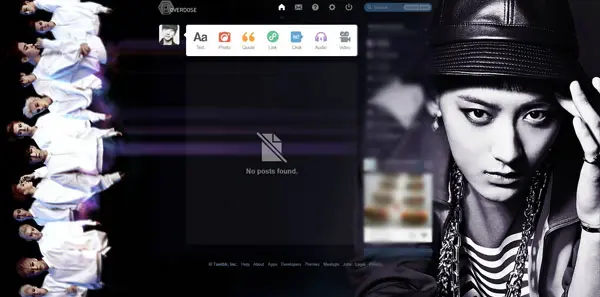 OVERDOSE
Aa
Text
Photo
Quote
Link
Chat
Audio
Video
No posts found.
© Tumblr, Inc. Help About Apps Developers Themes Meetups Jobs Legal Privacy